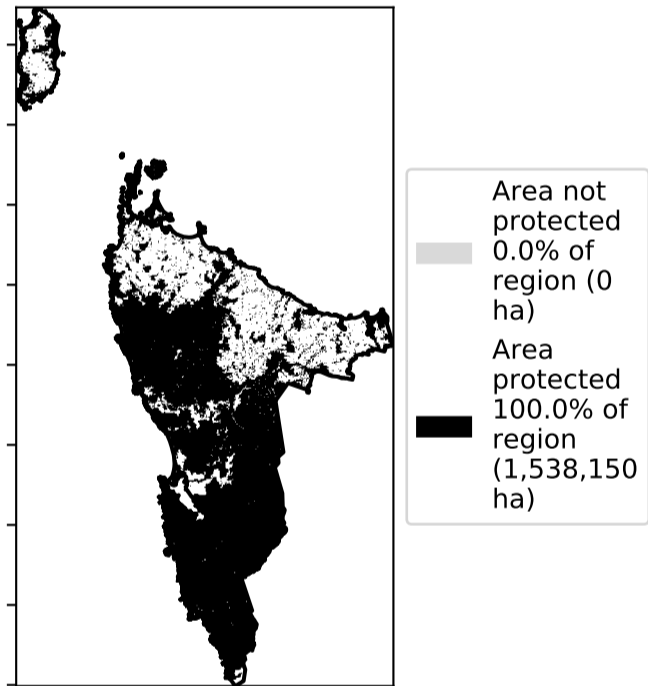 Area not
protected
0.0% of
region (0
ha)
Area
protected
100.0% of
region
(1,538,150
ha)